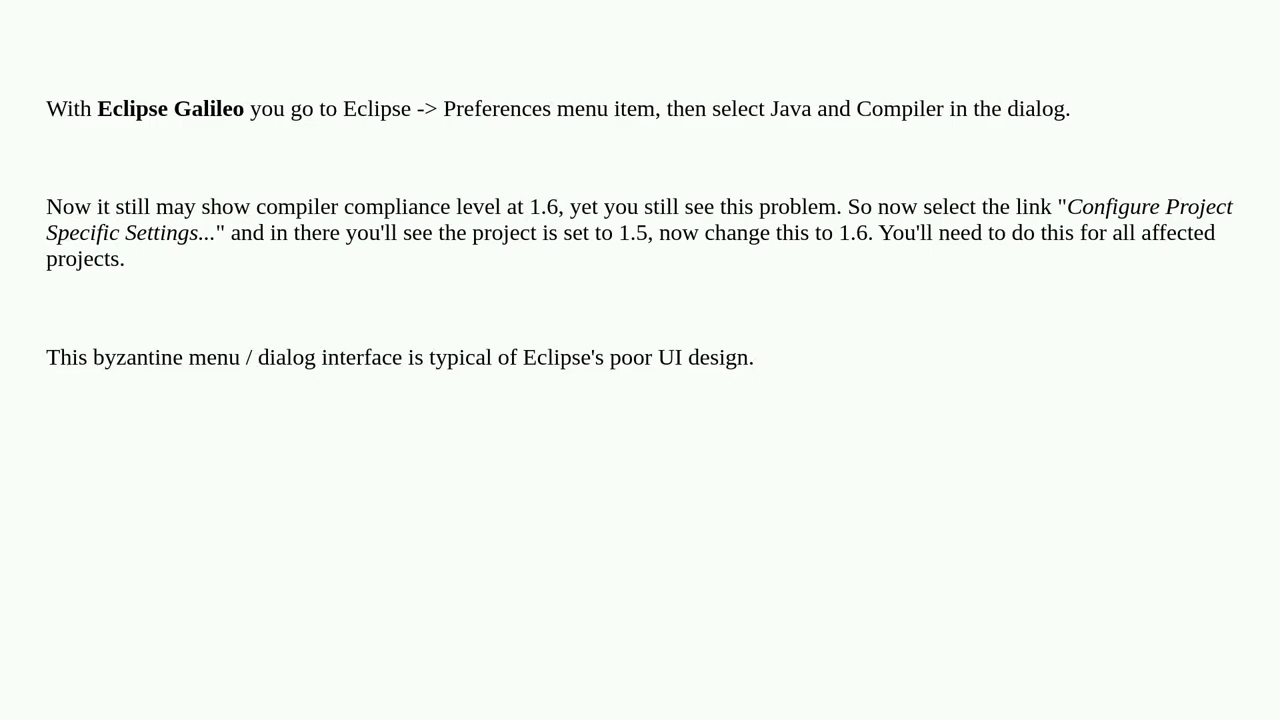 With Eclipse Galileo you go to Eclipse -> Preferences menu item, then select Java and Compiler in the dialog.
Now it still may show compiler compliance level at 1.6, yet you still see this problem. So now select the link "Configure Project
Specific Settings..." and in there you'll see the project is set to 1.5, now change this to 1.6. You'll need to do this for all affected
projects.
This byzantine menu / dialog interface is typical of Eclipse's poor UI design.